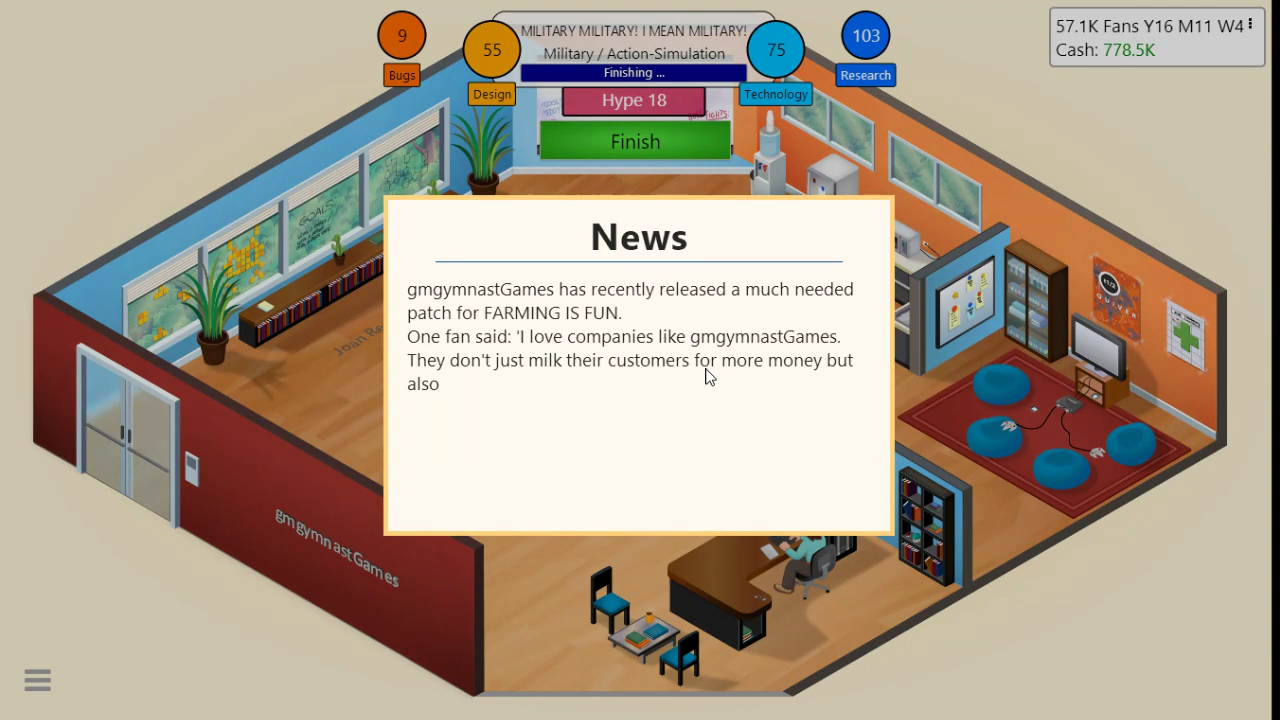 9
Bugs
55
Design
MILITARY MILITARY! I MEAN MILITARY!
Military / Action-Simulation
Finishing ...
Hype 18
Finish
75
Technology
103
Research
57.1K Fans Y16 M11 W4
Cash: 778.5K
GOALS
News
gmgymnastGames has recently released a much needed
patch for FARMING IS FUN.
One fan said: 'I love companies like gmgymnastGames.
They don't just milk their customers for more money but
also
Joan Re
gmgymnastGames